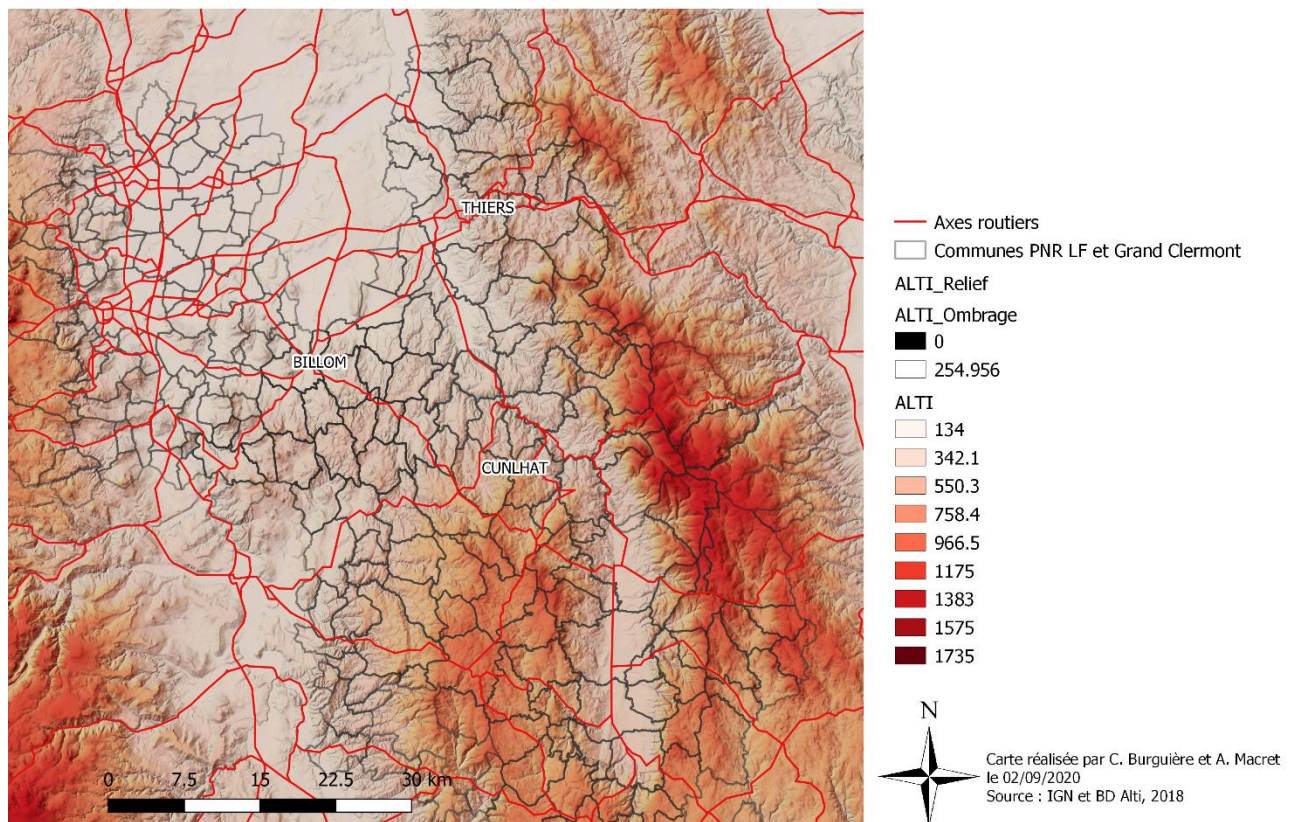 THIERS
BILLOM
CUNLHAT
0 7.5 15 22.5 30 km
Axes routiers
Communes PNR LF et Grand Clermont
ALTI_Relief
ALTI_Ombrage
0
254.956
ALTI
134
342.1
550.3
758.4
966.5
1175
1383
1575
1735
N
Carte réalisée par C. Burguière et A. Macret
le 02/09/2020
Source : IGN et BD Alti, 2018